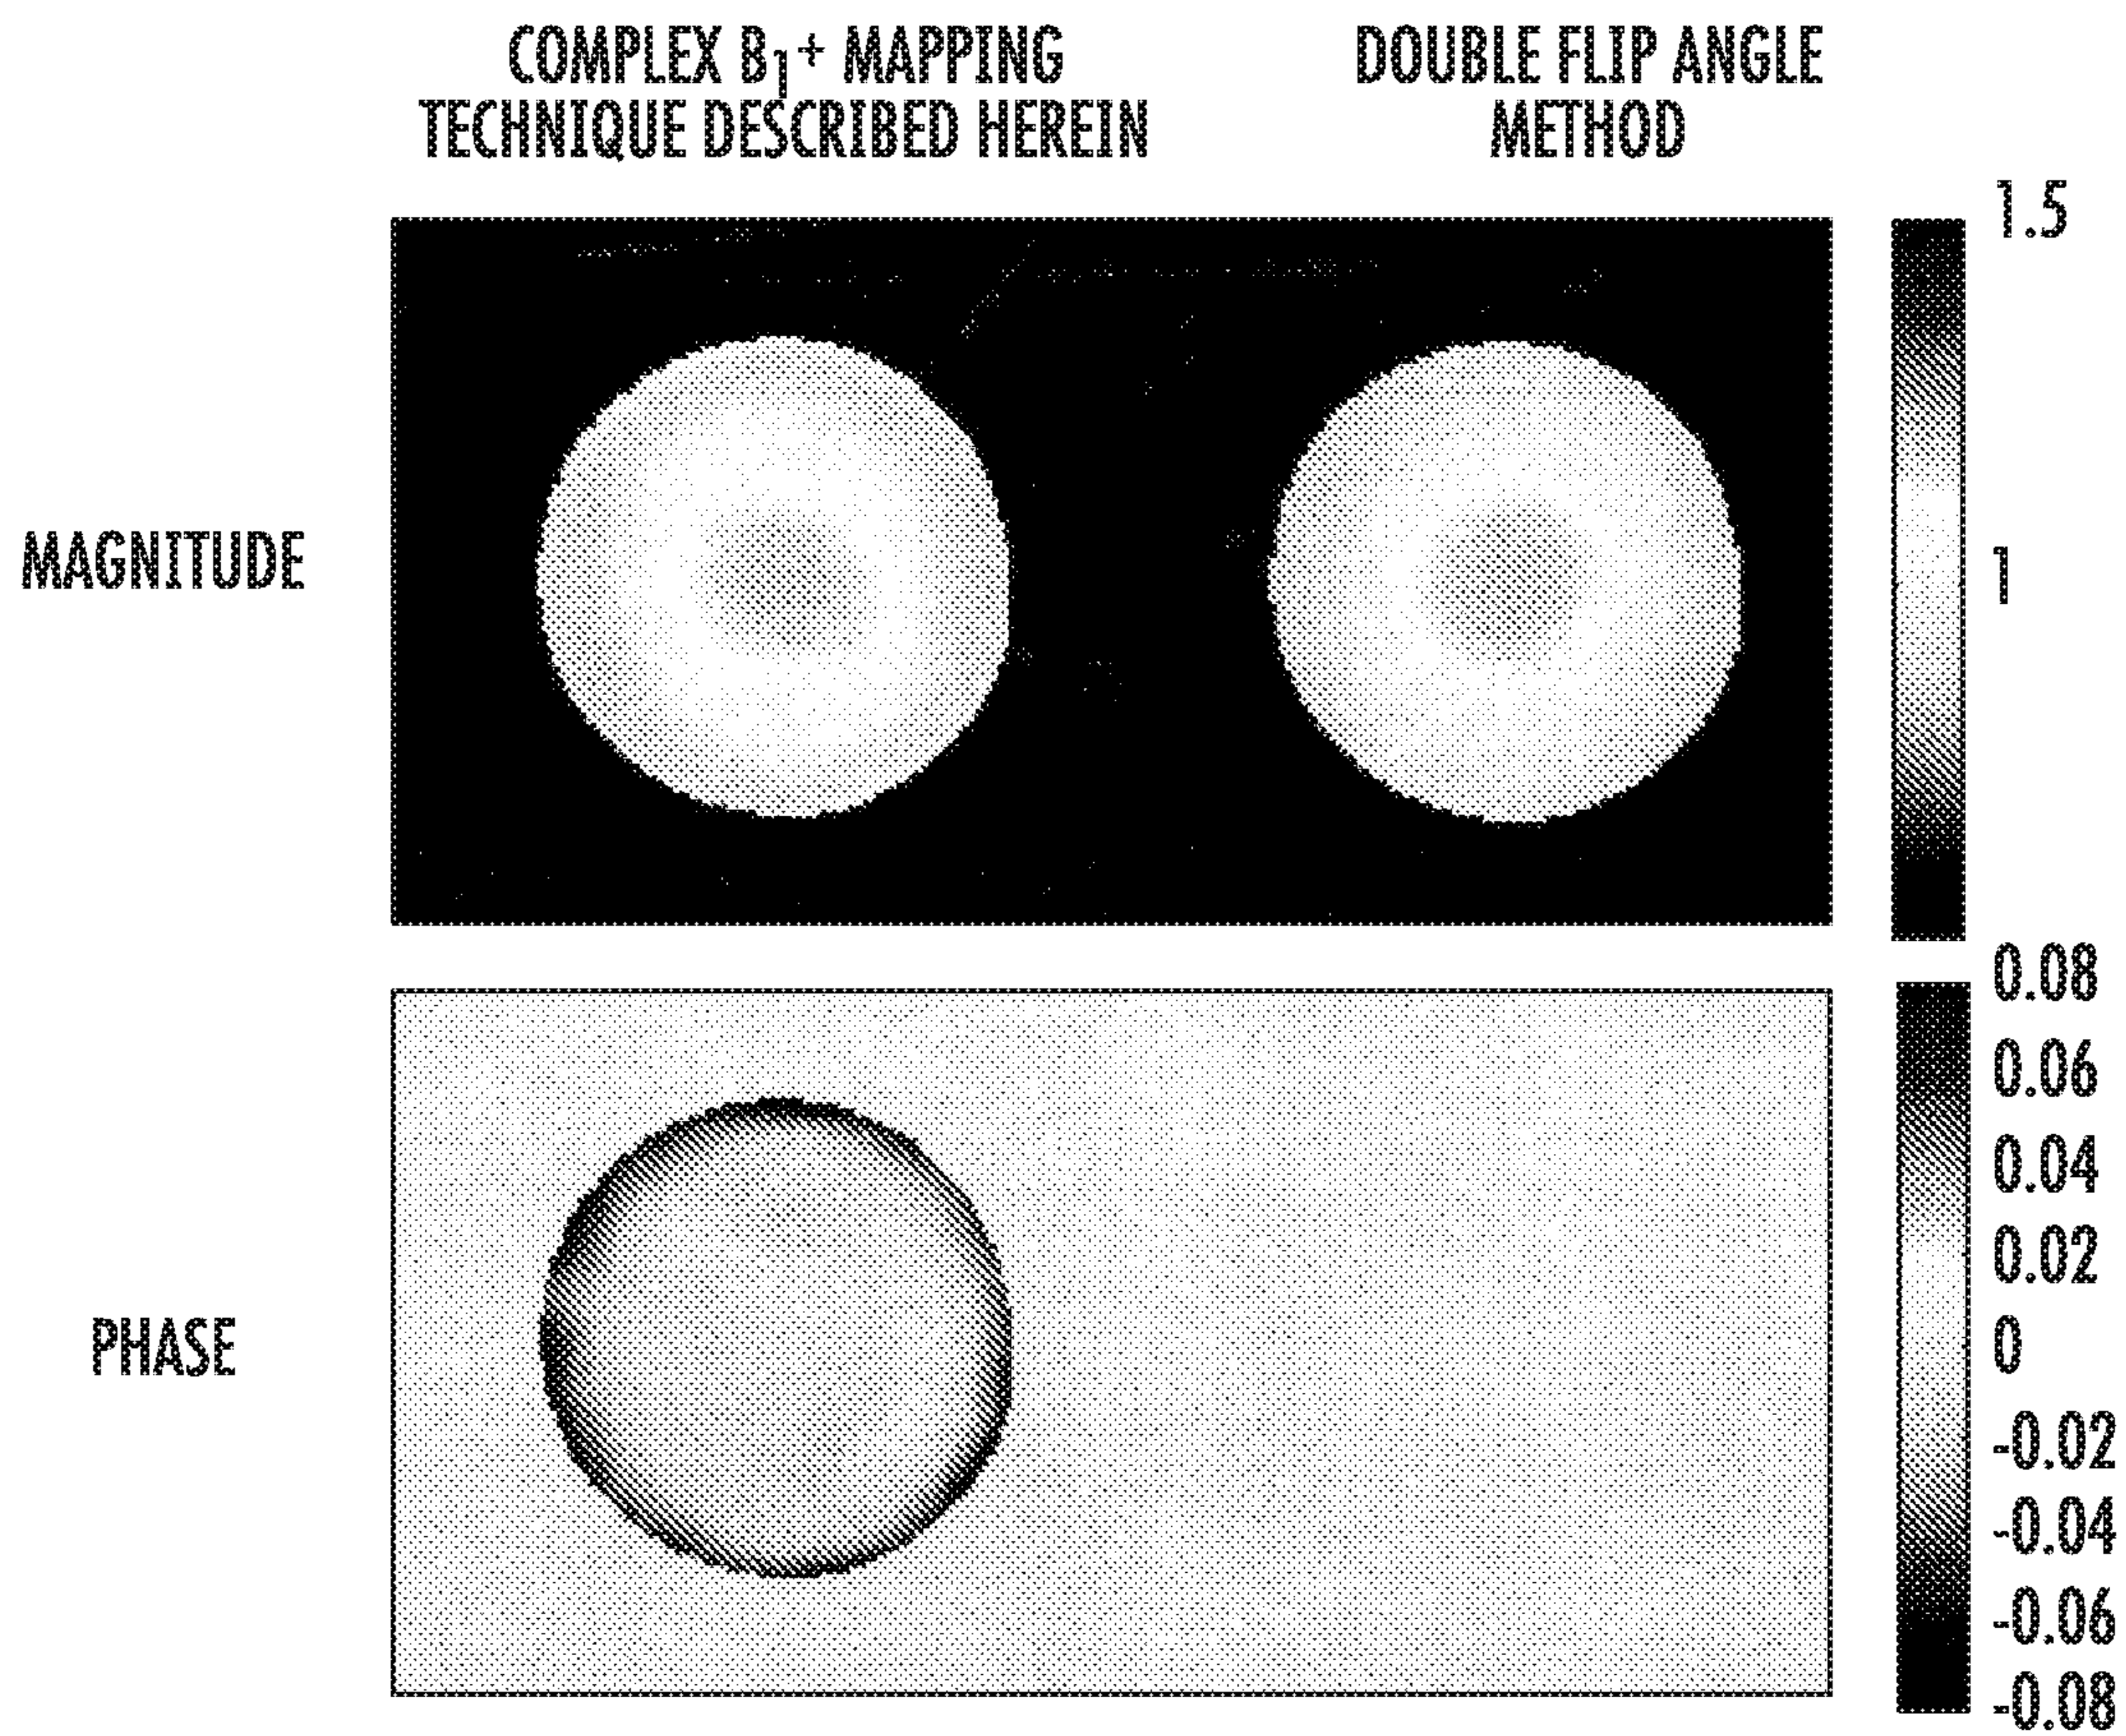 COMPLEX B1+ MAPPING
TECHNIQUE DESCRIBED HEREIN
DOUBLE FLIP ANGLE
METHOD
MAGNITUDE
1.5
1
PHASE
0.08
0.06
0.04
0.02
0
-0.02
-0.04
-0.06
-0.08